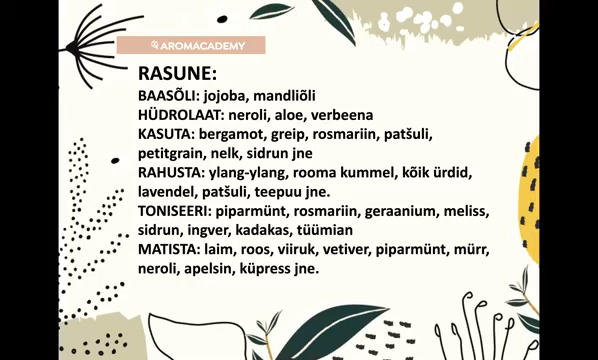 AROMACADEMY
RASUNE:
BAASÕLI: jojoba, mandliõli
HÜDROLAAT: neroli, aloe, verbeena
KASUTA: bergamot, greip, rosmariin, patšuli,
petitgrain, nelk, sidrun jne
RAHUSTA: ylang-ylang, rooma kummel, kõik ürdid,
lavendel, patšuli, teepuu jne.
TONISEERI: piparmünt, rosmariin, geraanium, meliss,
sidrun, ingver, kadakas, tüümian
MATISTA: laim, roos, viiruk, vetiver, piparmünt, mürr,
neroli, apelsin, küpress jne.